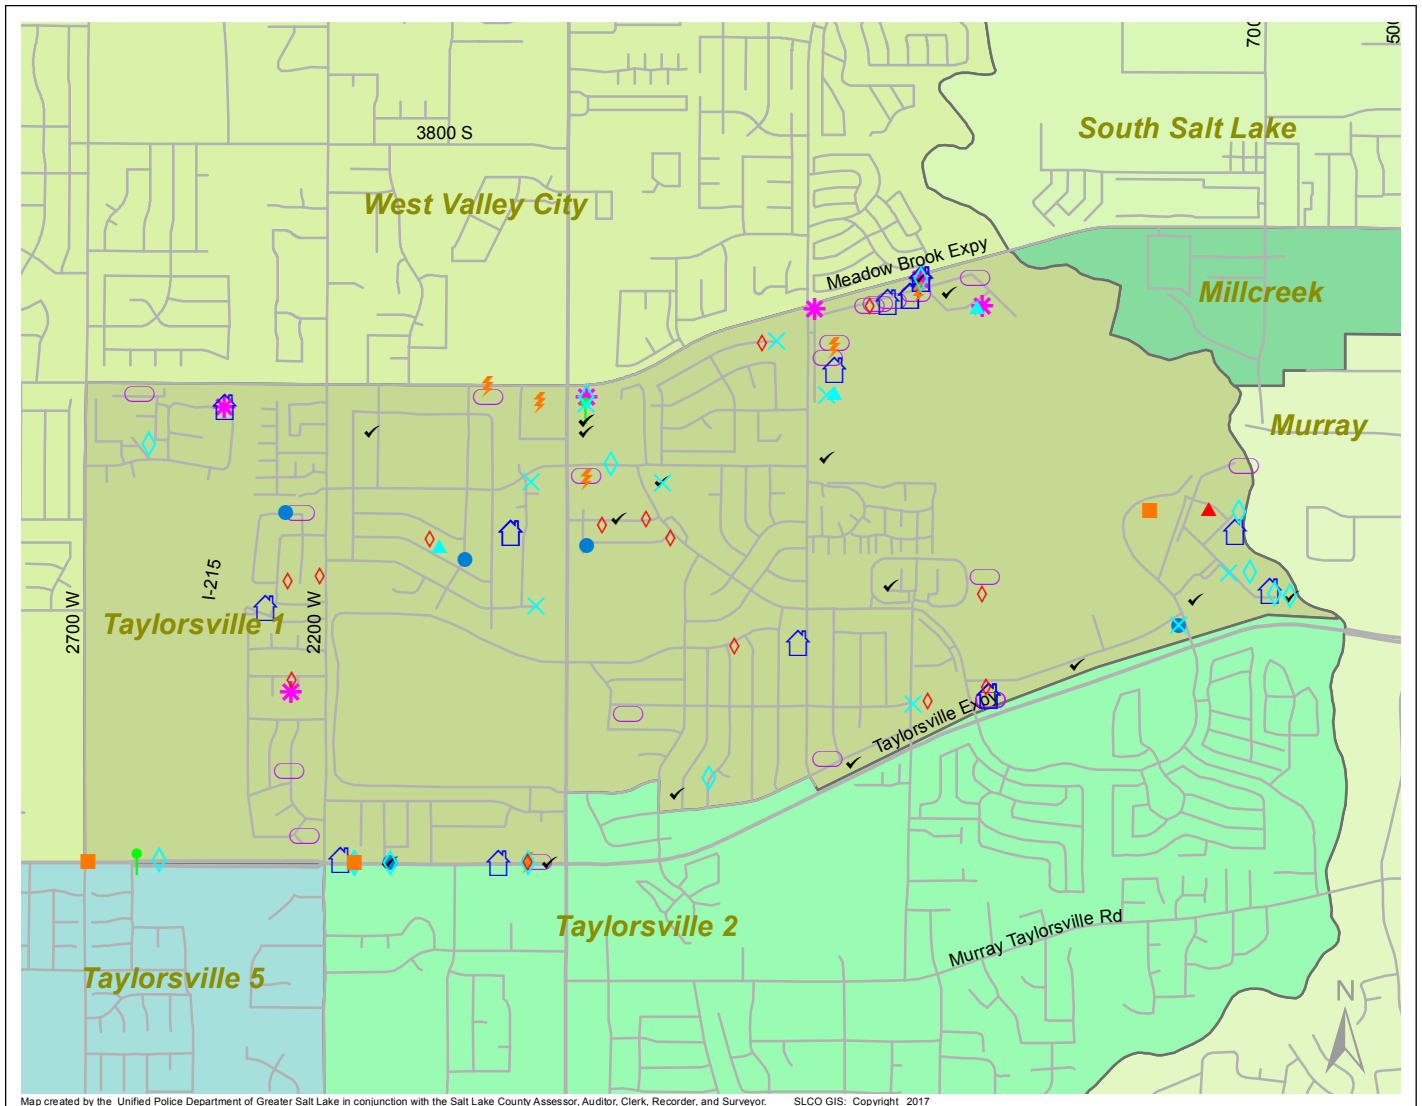 700
500
3800 S
South Salt Lake
West Valley City
Meadow Brook Expy
Millcreek
Murray
I-215
2700 W
2200 W
Taylorsville 1
Taylorsville Expy
Taylorsville 2
Murray Taylorsville Rd
Taylorsville 5
N
Map created by the Unified Police Department of Greater Salt Lake in conjunction with the Salt Lake County Assessor, Auditor, Clerk, Recorder, and Surveyor. SLCO GIS: Copyright 2017